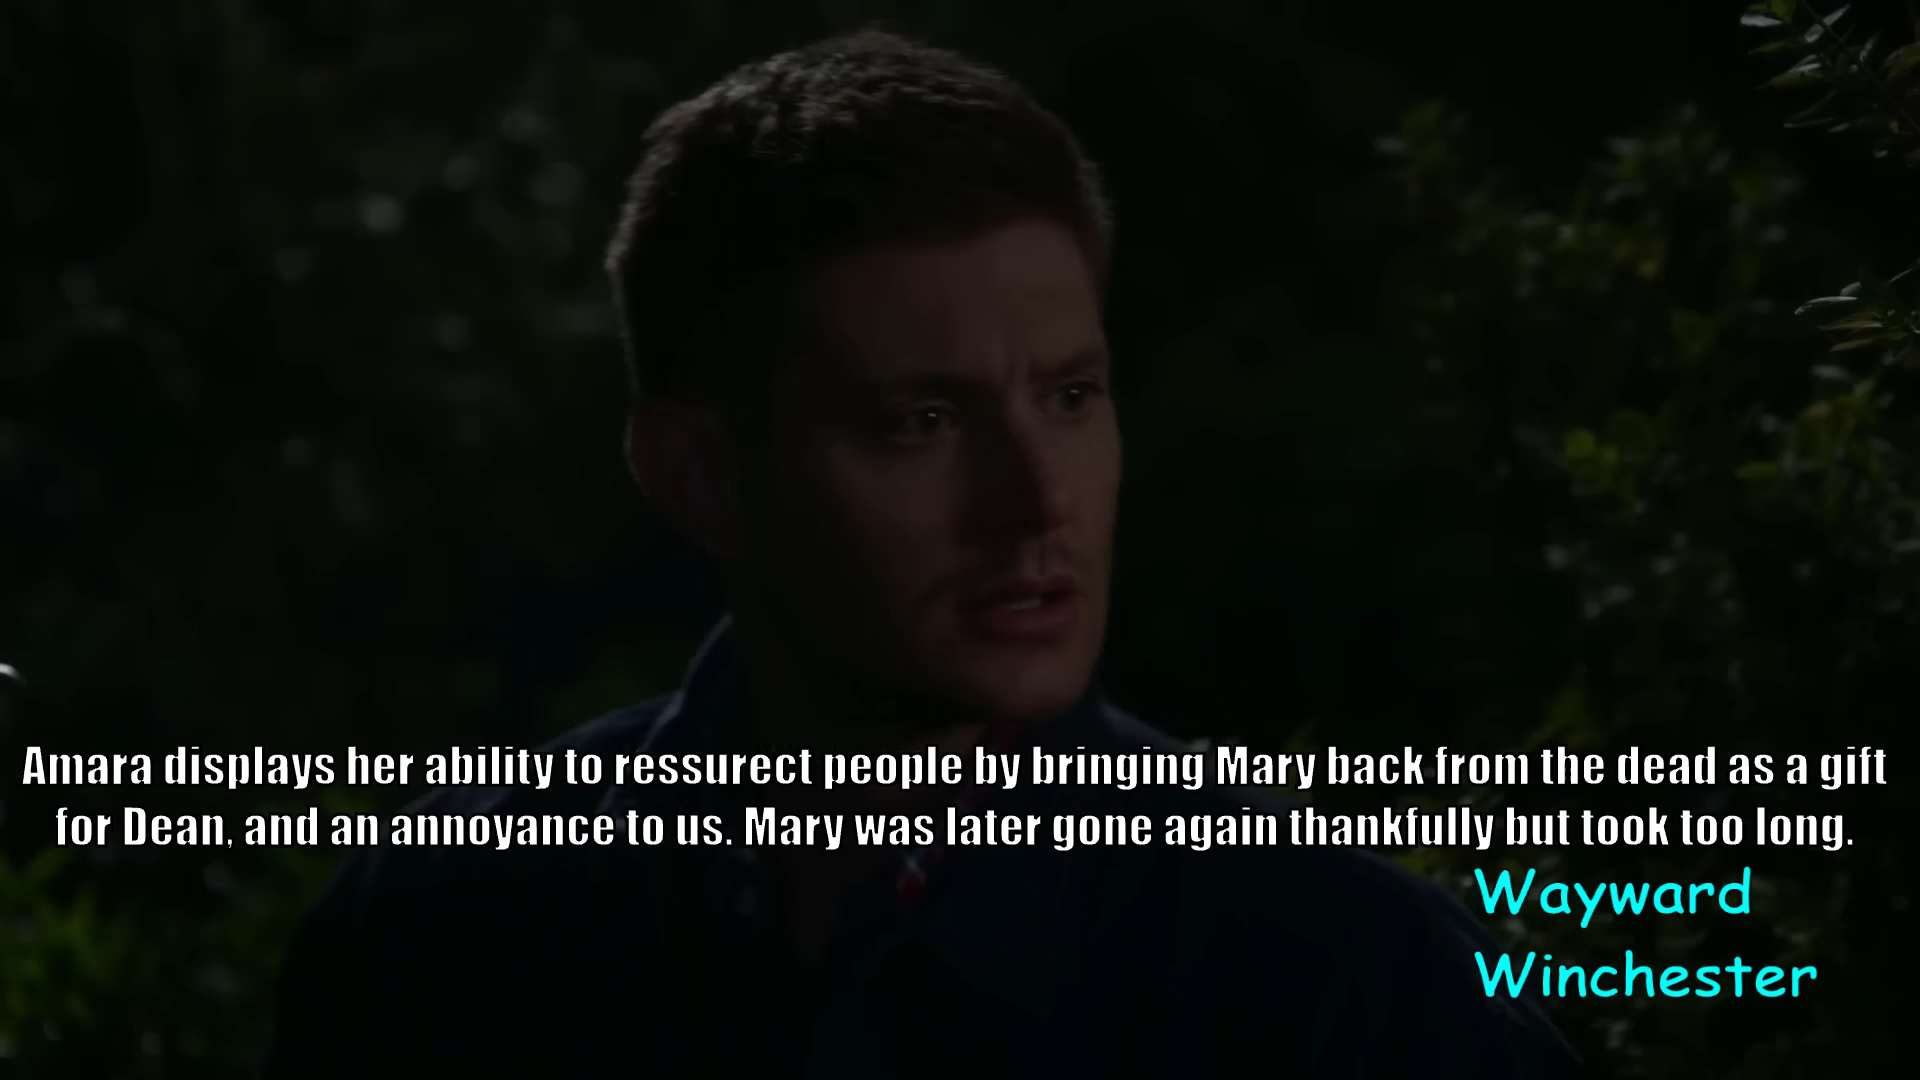 Amara displays her ability to ressurect people by bringing Mary back from the dead as a gift
for Dean, and an annoyance to us. Mary was later gone again thankfully but took too long.
Wayward
Winchester